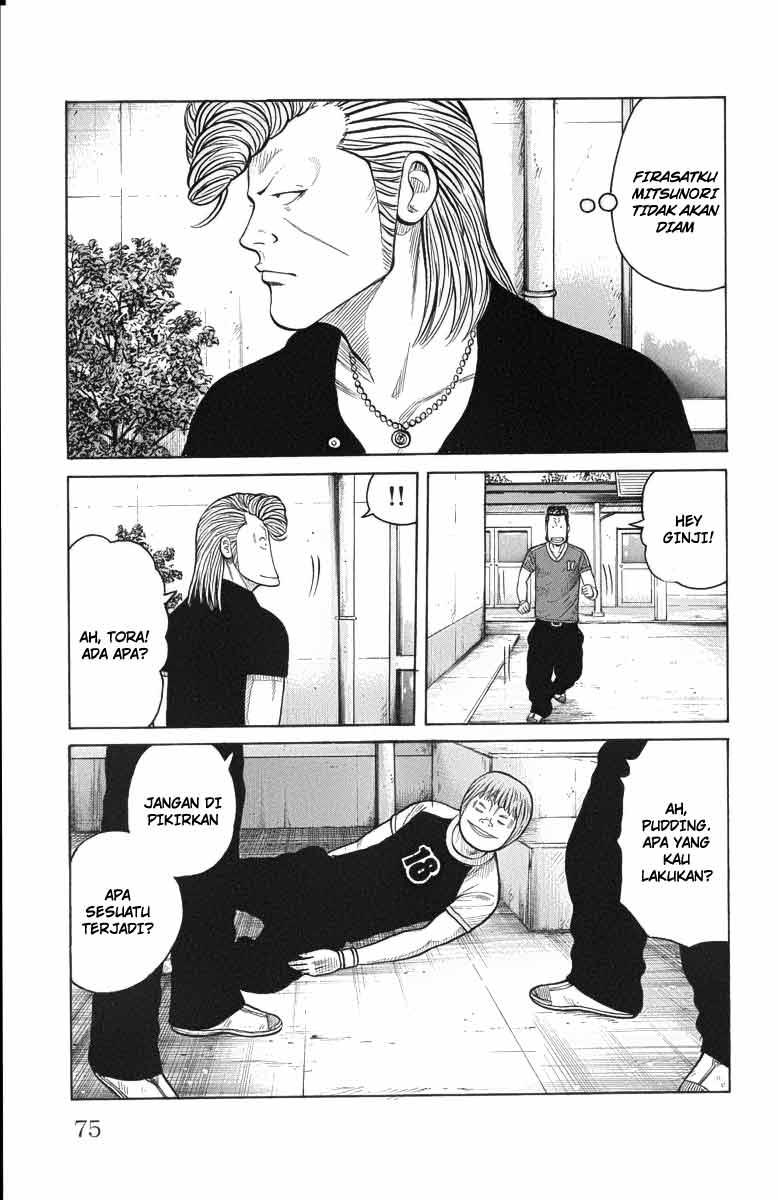 FIRASATKU
MITSUNORI
TIDAK AKAN
DIAM
HEY
GINJI!
!!
AH, TORA!
ADA APA?
AH,
PUDDING.
APA YANG
KAU
LAKUKAN?
18
JANGAN DI
PIKIRKAN
APA
SESUATU
TERJADI?
75